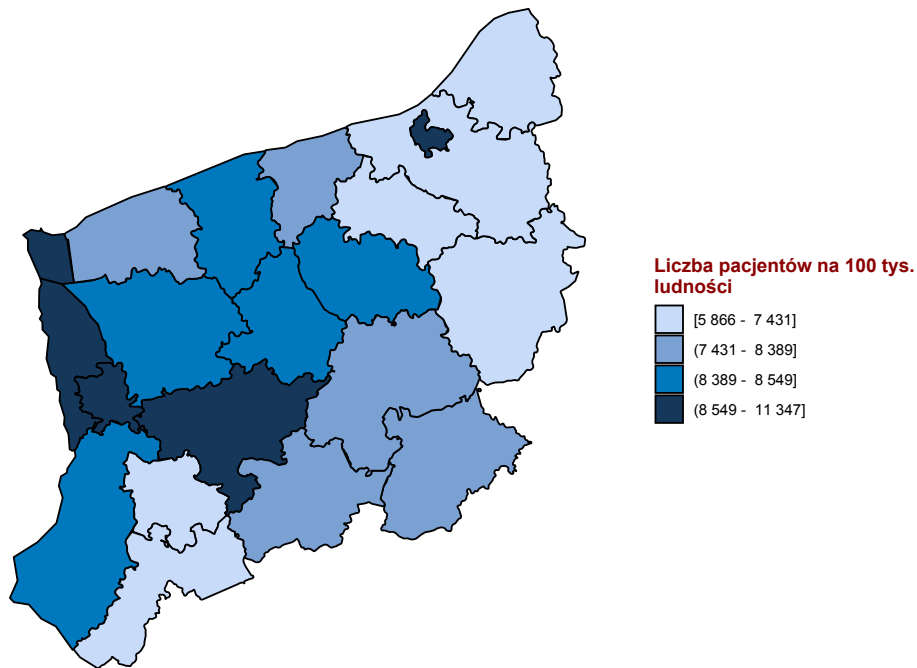 Liczba pacjentów na 100 tys.
ludności
[5 866 - 7 431]
(7 431 - 8 389]
(8 389 - 8 549]
(8 549 - 11 347]